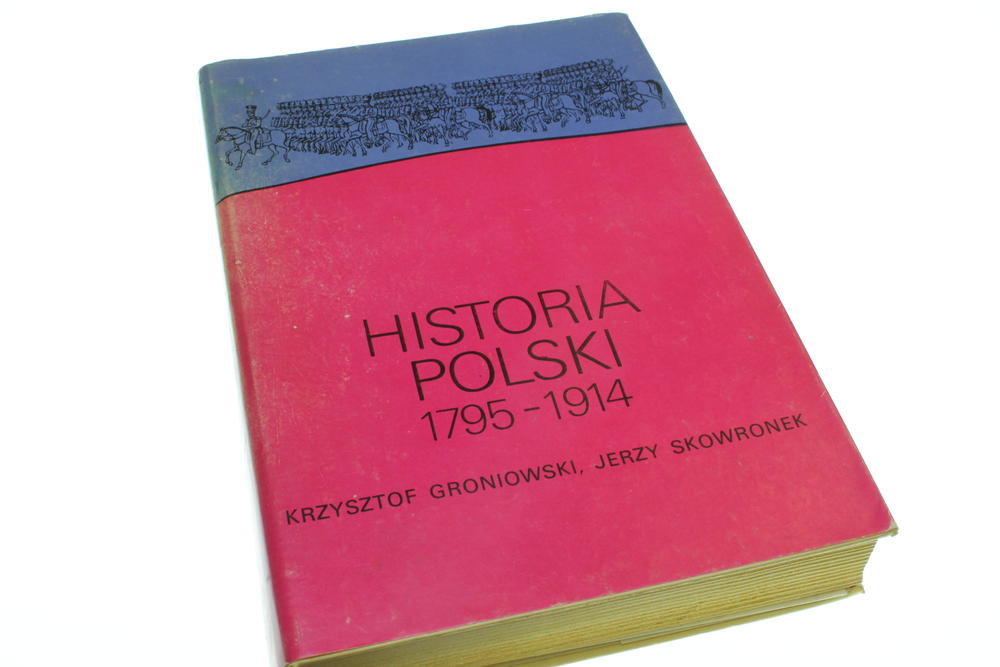 HISTORIA
POLSKI
1795-1914
KRZYSZTOF GRONIOWSKI, JERZY SKOWRONEK